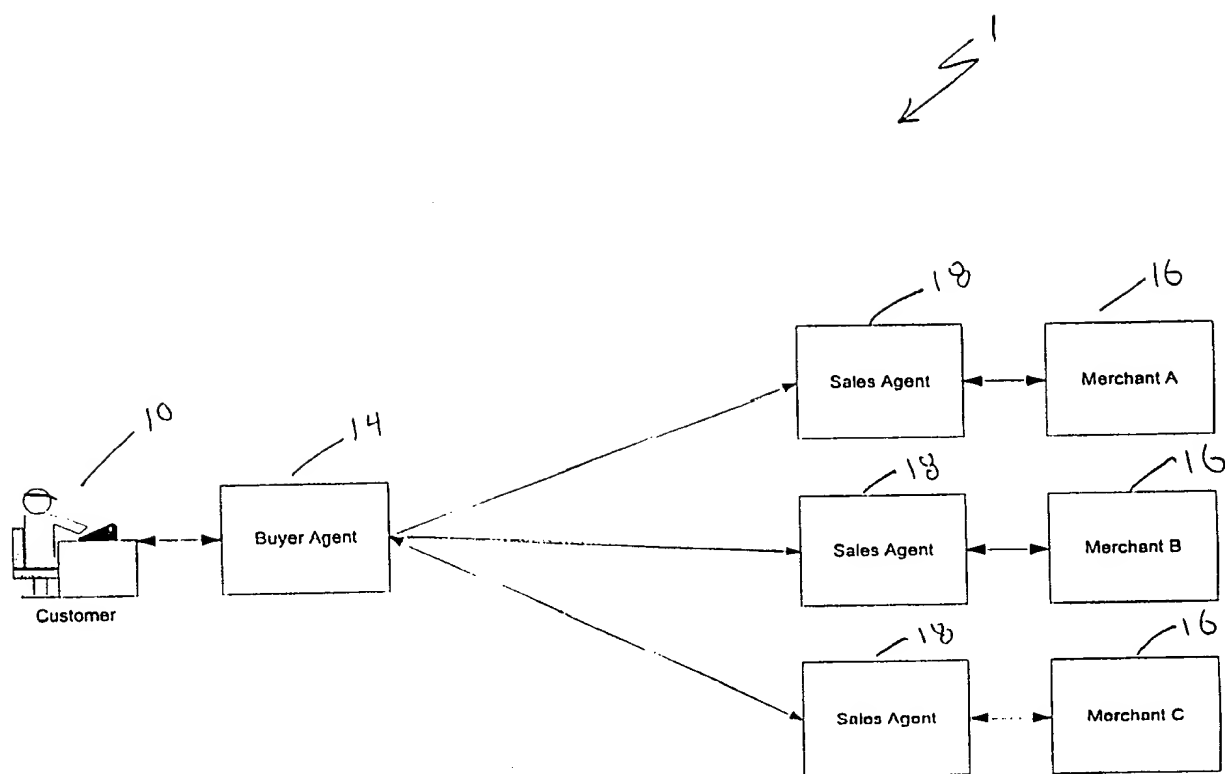 1
18
16
Sales Agent
Merchant A
10
14
18
16
Buyer Agent
Sales Agent
Merchant B
Customer
18
16
Sales Agent
Merchant C